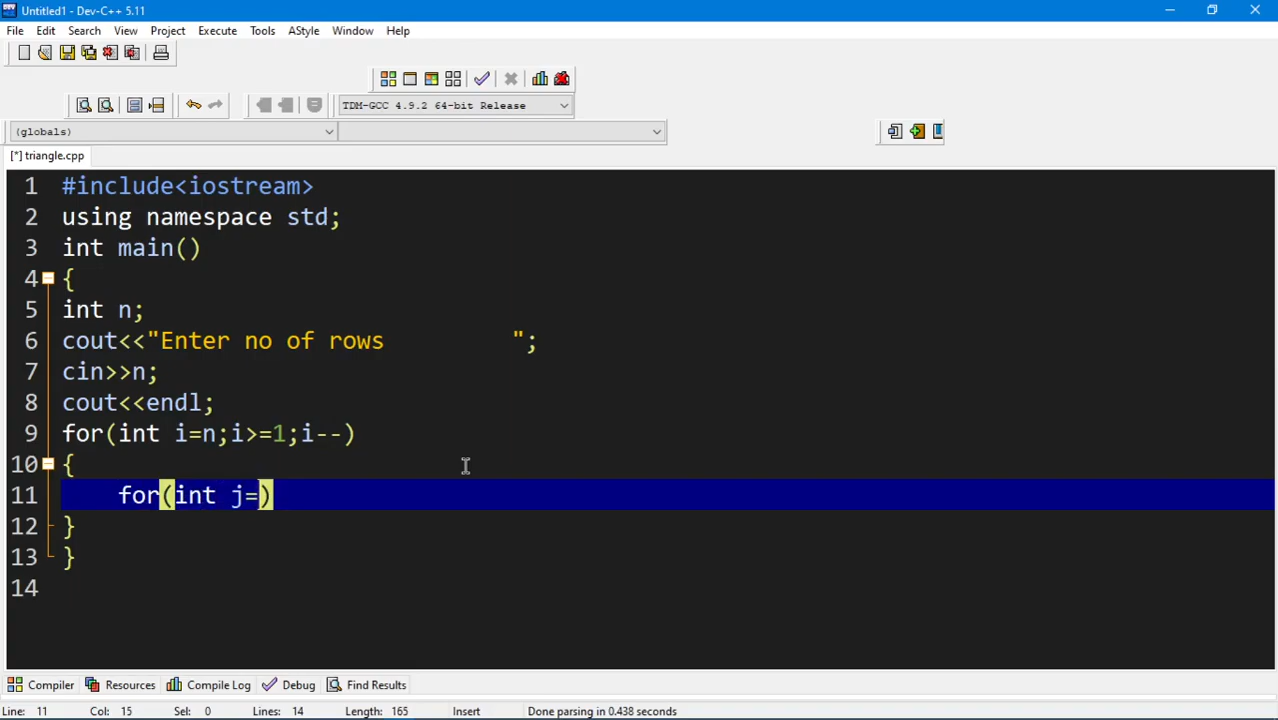 Untitled1 - Dev-C++ 5.11
File Edit Search View Project Execute Tools AStyle Window Help
TDM-GCC 4.9.2 64-bit Release
(globals)
[*] triangle.cpp
1 #include<iostream>
2 using namespace std;
3 int main()
4 {
5 int n;
6 cout<<"Enter no of rows         ";
7 cin>>n;
8 cout<<endl;
9 for(int i=n;i>=1;i--)
10 {
11     for(int j=)
12 }
13 }
14
Compiler Resources Compile Log Debug Find Results
Line: 11 Col: 15 Sel: 0 Lines: 14 Length: 165 Insert Done parsing in 0.438 seconds